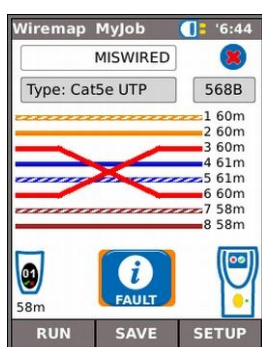 Wiremap MyJob '6:44
MISWIRED
Type: Cat5e UTP 568B
1 60m
2 60m
3 60m
4 61m
5 61m
6 60m
7 58m
8 58m
01
i
FAULT
58m
RUN SAVE SETUP